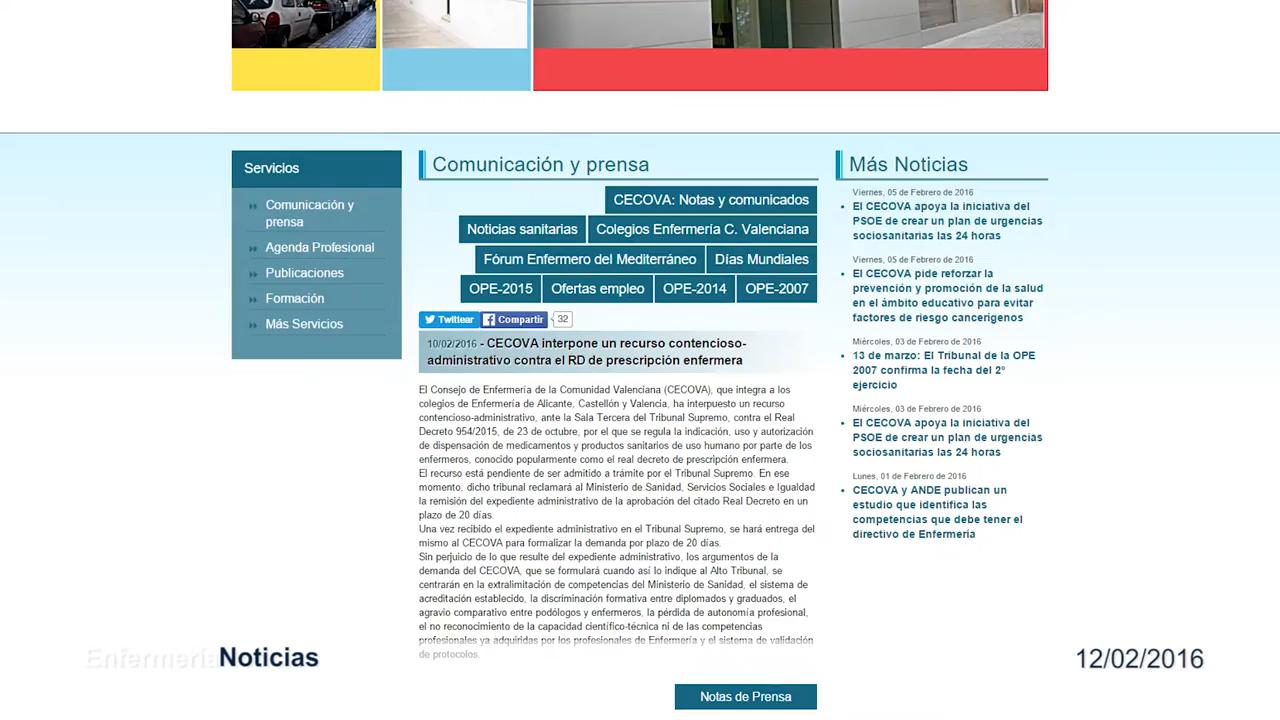 Servicios
Comunicación y
prensa
Agenda Profesional
Publicaciones
Formación
Más Servicios
Comunicación y prensa
CECOVA: Notas y comunicados
Noticias sanitarias
Colegios Enfermería C. Valenciana
Fórum Enfermero del Mediterráneo
Días Mundiales
OPE-2015
Ofertas empleo
OPE-2014
OPE-2007
Twittear
Compartir
32
10/02/2016 - CECOVA interpone un recurso contencioso-
administrativo contra el RD de prescripción enfermera
El Consejo de Enfermería de la Comunidad Valenciana (CECOVA), que integra a los
colegios de Enfermería de Alicante, Castellón y Valencia, ha interpuesto un recurso
contencioso-administrativo, ante la Sala Tercera del Tribunal Supremo, contra el Real
Decreto 954/2015, de 23 de octubre, por el que se regula la indicación, uso y autorización
de dispensación de medicamentos y productos sanitarios de uso humano por parte de los
enfermeros, conocido popularmente como el real decreto de prescripción enfermera.
El recurso está pendiente de ser admitido a trámite por el Tribunal Supremo. En ese
momento, dicho tribunal reclamará al Ministerio de Sanidad, Servicios Sociales e Igualdad
la remisión del expediente administrativo de la aprobación del citado Real Decreto en un
plazo de 20 días.
Una vez recibido el expediente administrativo en el Tribunal Supremo, se hará entrega del
mismo al CECOVA para formalizar la demanda por plazo de 20 días.
Sin perjuicio de lo que resulte del expediente administrativo, los argumentos de la
demanda del CECOVA, que se formulará cuando así lo indique al Alto Tribunal, se
centrarán en la extralimitación de competencias del Ministerio de Sanidad, el sistema de
acreditación establecido, la discriminación formativa entre diplomados y graduados, el
agravio comparativo entre podólogos y enfermeros, la pérdida de autonomía profesional,
el no reconocimiento de la capacidad científico-técnica ni de las competencias
profesionales ya adquiridas por los profesionales de Enfermería y el sistema de validación
de protocolos.
Notas de Prensa
Más Noticias
Viernes, 05 de Febrero de 2016
El CECOVA apoya la iniciativa del
PSOE de crear un plan de urgencias
sociosanitarias las 24 horas
Viernes, 05 de Febrero de 2016
El CECOVA pide reforzar la
prevención y promoción de la salud
en el ámbito educativo para evitar
factores de riesgo cancerigenos
Miércoles, 03 de Febrero de 2016
13 de marzo: El Tribunal de la OPE
2007 confirma la fecha del 2º
ejercicio
Miércoles, 03 de Febrero de 2016
El CECOVA apoya la iniciativa del
PSOE de crear un plan de urgencias
sociosanitarias las 24 horas
Lunes, 01 de Febrero de 2016
CECOVA y ANDE publican un
estudio que identifica las
competencias que debe tener el
directivo de Enfermería
EnfermeriaNoticias
12/02/2016